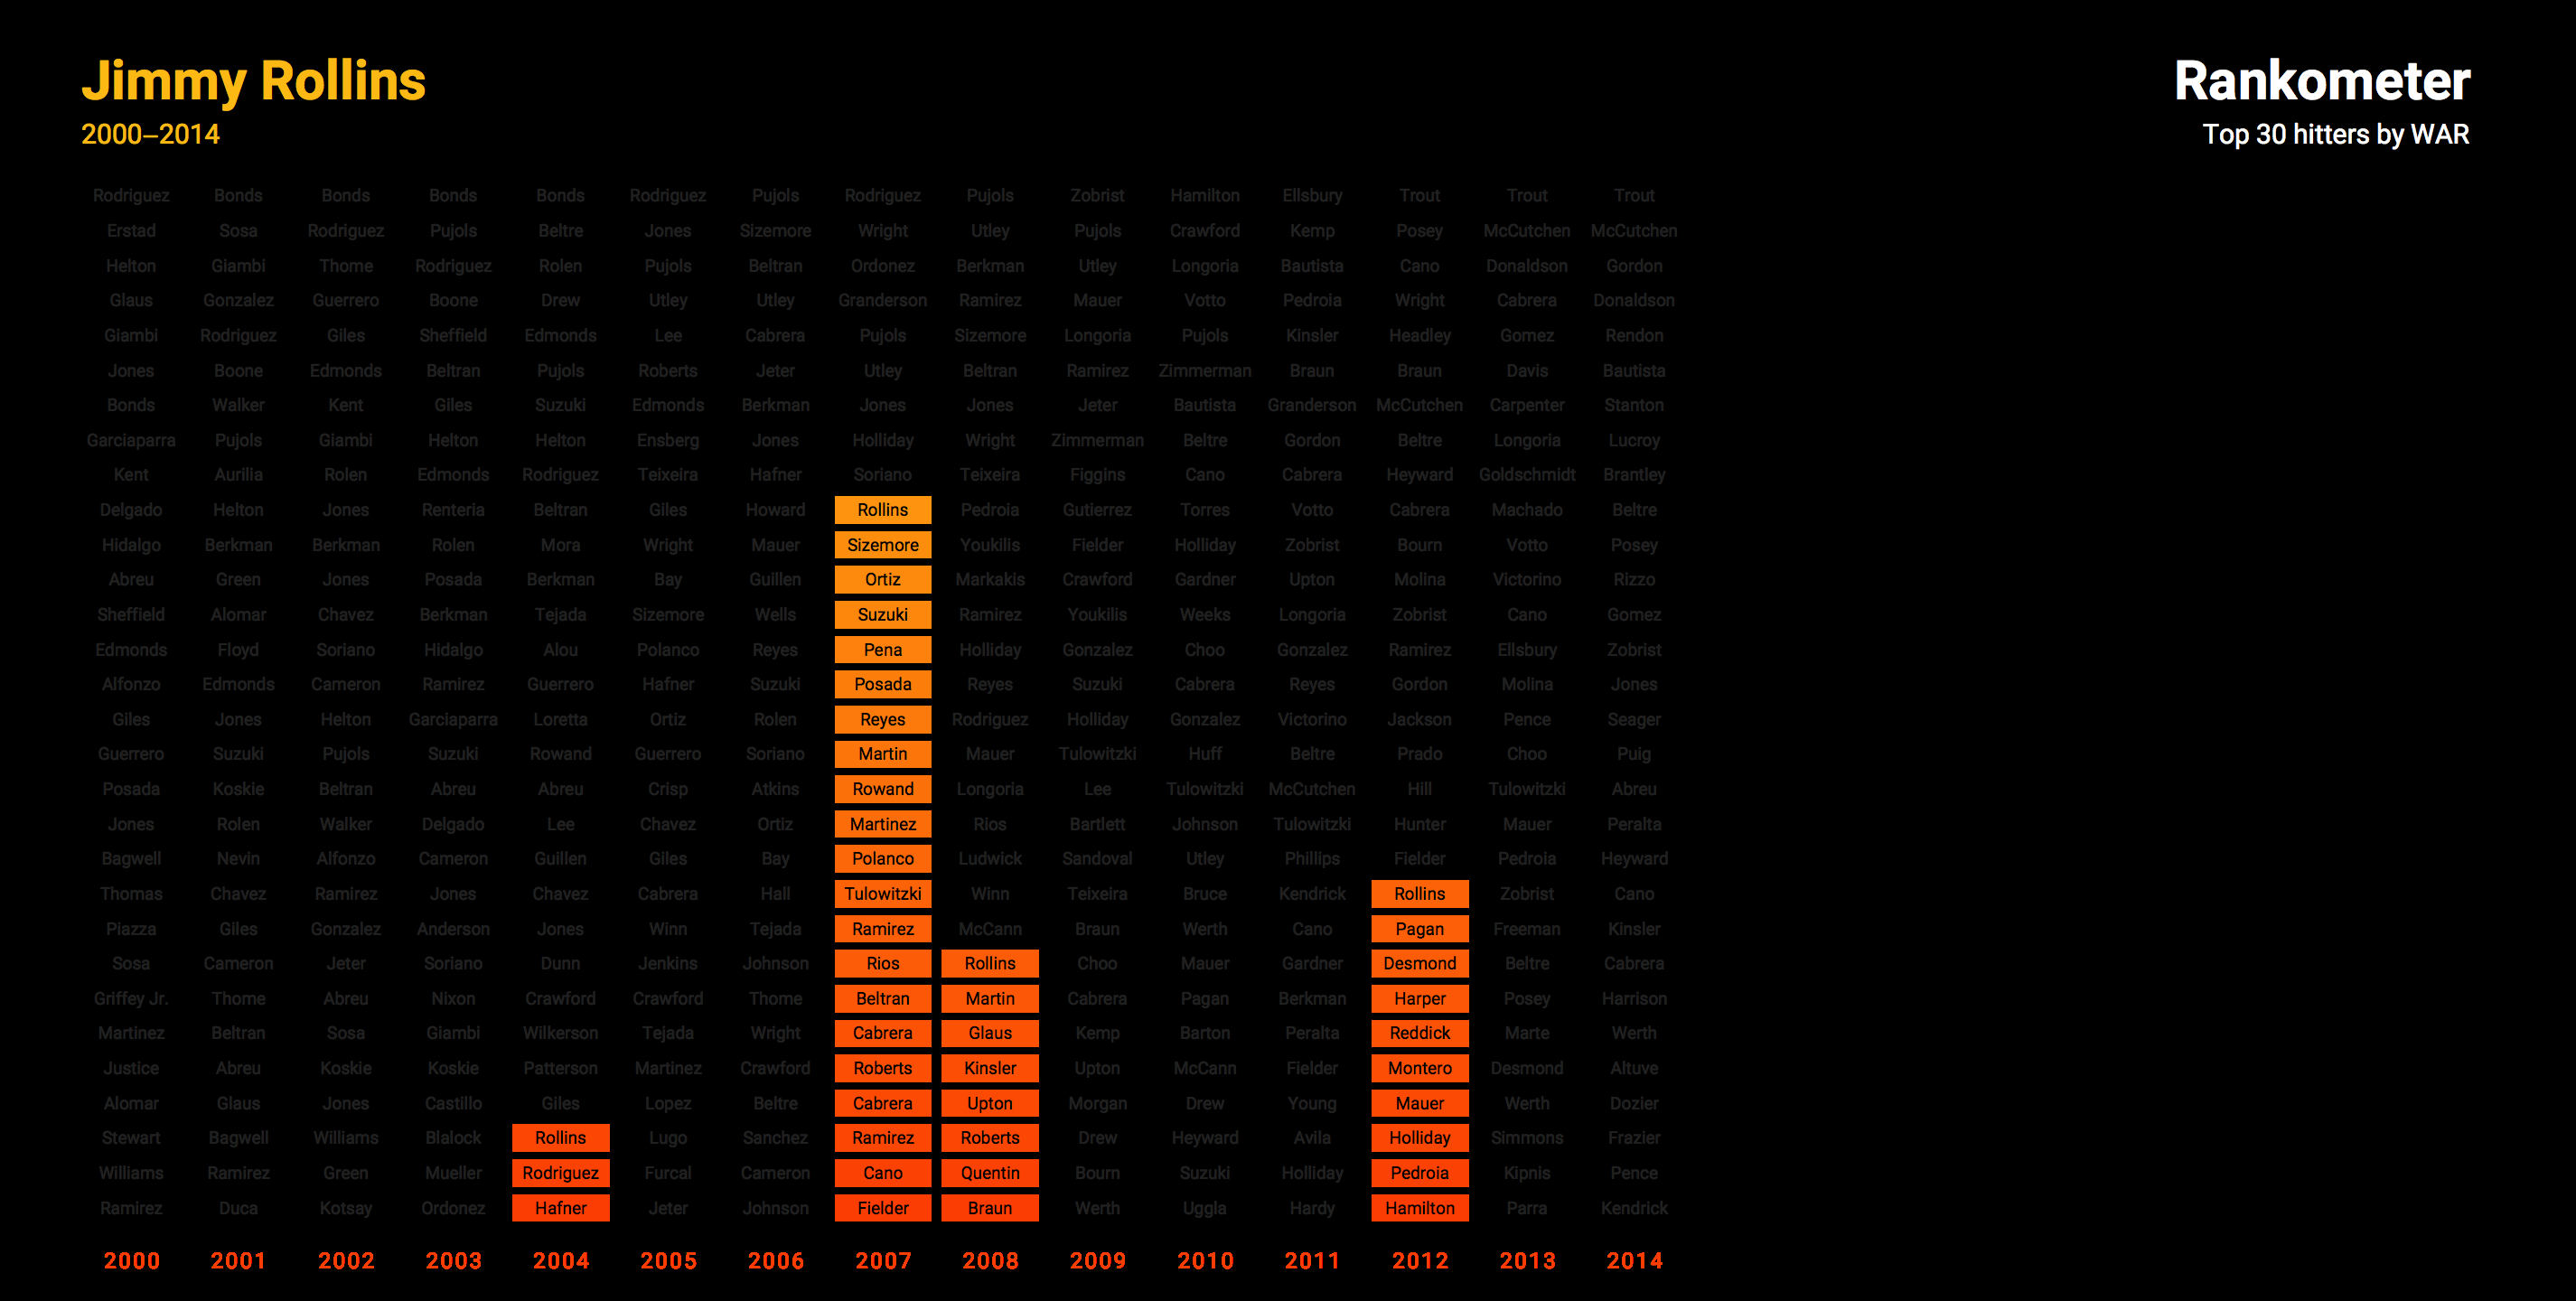 Jimmy Rollins
2000–2014
Rankometer
Top 30 hitters by WAR
Rodriguez Bonds Bonds Bonds Bonds Rodriguez Pujols Rodriguez Pujols Zobrist Hamilton Ellsbury Trout Trout Trout
Erstad Sosa Rodriguez Pujols Beltre Jones Sizemore Wright Utley Pujols Crawford Kemp Posey McCutchen McCutchen
Helton Giambi Thome Rodriguez Rolen Pujols Beltran Ordonez Berkman Utley Longoria Bautista Cano Donaldson Gordon
Glaus Gonzalez Guerrero Boone Drew Utley Utley Granderson Ramirez Mauer Votto Pedroia Wright Cabrera Donaldson
Giambi Rodriguez Giles Sheffield Edmonds Lee Cabrera Pujols Sizemore Longoria Pujols Kinsler Headley Gomez Rendon
Jones Boone Edmonds Beltran Pujols Roberts Jeter Utley Beltran Ramirez Zimmerman Braun Braun Davis Bautista
Bonds Walker Kent Giles Suzuki Edmonds Berkman Jones Jones Jeter Bautista Granderson McCutchen Carpenter Stanton
Garciaparra Pujols Giambi Helton Helton Ensberg Jones Holliday Wright Zimmerman Beltre Gordon Beltre Longoria Lucroy
Kent Aurilia Rolen Edmonds Rodriguez Teixeira Hafner Soriano Teixeira Figgins Cano Cabrera Heyward Goldschmidt Brantley
Delgado Helton Jones Renteria Beltran Giles Howard Rollins Pedroia Gutierrez Torres Votto Cabrera Machado Beltre
Hidalgo Berkman Berkman Rolen Mora Wright Mauer Sizemore Youkilis Fielder Holliday Zobrist Bourn Votto Posey
Abreu Green Jones Posada Berkman Bay Guillen Ortiz Markakis Crawford Gardner Upton Molina Victorino Rizzo
Sheffield Alomar Chavez Berkman Tejada Sizemore Wells Suzuki Ramirez Youkilis Weeks Longoria Zobrist Cano Gomez
Edmonds Floyd Soriano Hidalgo Alou Polanco Reyes Pena Holliday Gonzalez Choo Gonzalez Ramirez Ellsbury Zobrist
Alfonzo Edmonds Cameron Ramirez Guerrero Hafner Suzuki Posada Reyes Suzuki Cabrera Reyes Gordon Molina Jones
Giles Jones Helton Garciaparra Loretta Ortiz Rolen Reyes Rodriguez Holliday Gonzalez Victorino Jackson Pence Seager
Guerrero Suzuki Pujols Suzuki Rowand Guerrero Soriano Martin Mauer Tulowitzki Huff Beltre Prado Choo Puig
Posada Koskie Beltran Abreu Abreu Crisp Atkins Rowand Longoria Lee Tulowitzki McCutchen Hill Tulowitzki Abreu
Jones Rolen Walker Delgado Lee Chavez Ortiz Martinez Rios Bartlett Johnson Tulowitzki Hunter Mauer Peralta
Bagwell Nevin Alfonzo Cameron Guillen Giles Bay Polanco Ludwick Sandoval Utley Phillips Fielder Pedroia Heyward
Thomas Chavez Ramirez Jones Chavez Cabrera Hall Tulowitzki Winn Teixeira Bruce Kendrick Rollins Zobrist Cano
Piazza Giles Gonzalez Anderson Jones Winn Tejada Ramirez McCann Braun Werth Cano Pagan Freeman Kinsler
Sosa Cameron Jeter Soriano Dunn Jenkins Johnson Rios Rollins Choo Mauer Gardner Desmond Beltre Cabrera
Griffey Jr. Thome Abreu Nixon Crawford Crawford Thome Beltran Martin Cabrera Pagan Berkman Harper Posey Harrison
Martinez Beltran Sosa Giambi Wilkerson Tejada Wright Cabrera Glaus Kemp Barton Peralta Reddick Marte Werth
Justice Abreu Koskie Koskie Patterson Martinez Crawford Roberts Kinsler Upton McCann Fielder Montero Desmond Altuve
Alomar Glaus Jones Castillo Giles Lopez Beltre Cabrera Upton Morgan Drew Young Mauer Werth Dozier
Stewart Bagwell Williams Blalock Rollins Lugo Sanchez Ramirez Roberts Drew Heyward Avila Holliday Simmons Frazier
Williams Ramirez Green Mueller Rodriguez Furcal Cameron Cano Quentin Bourn Suzuki Holliday Pedroia Kipnis Pence
Ramirez Duca Kotsay Ordonez Hafner Jeter Johnson Fielder Braun Werth Uggla Hardy Hamilton Parra Kendrick
2000 2001 2002 2003 2004 2005 2006 2007 2008 2009 2010 2011 2012 2013 2014